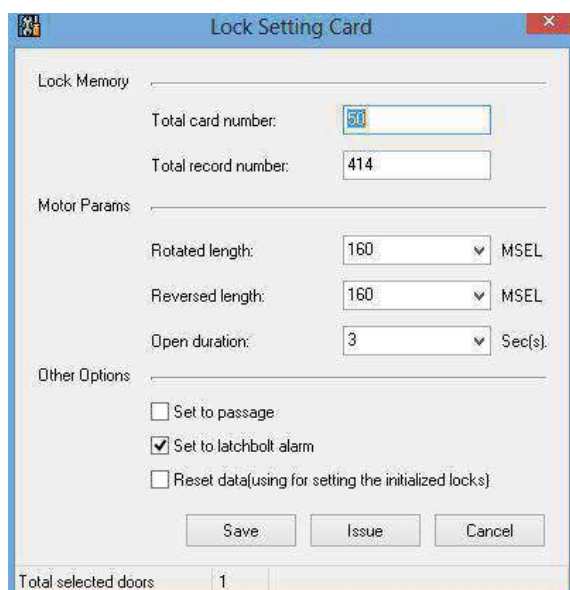 Lock Setting Card
Lock Memory
Total card number: 50
Total record number: 414
Motor Params
Rotated length: 160 MSEL
Reversed length: 160 MSEL
Open duration: 3 Sec(s).
Other Options
Set to passage
Set to latchbolt alarm
Reset data(using for setting the initialized locks)
Save Issue Cancel
Total selected doors 1